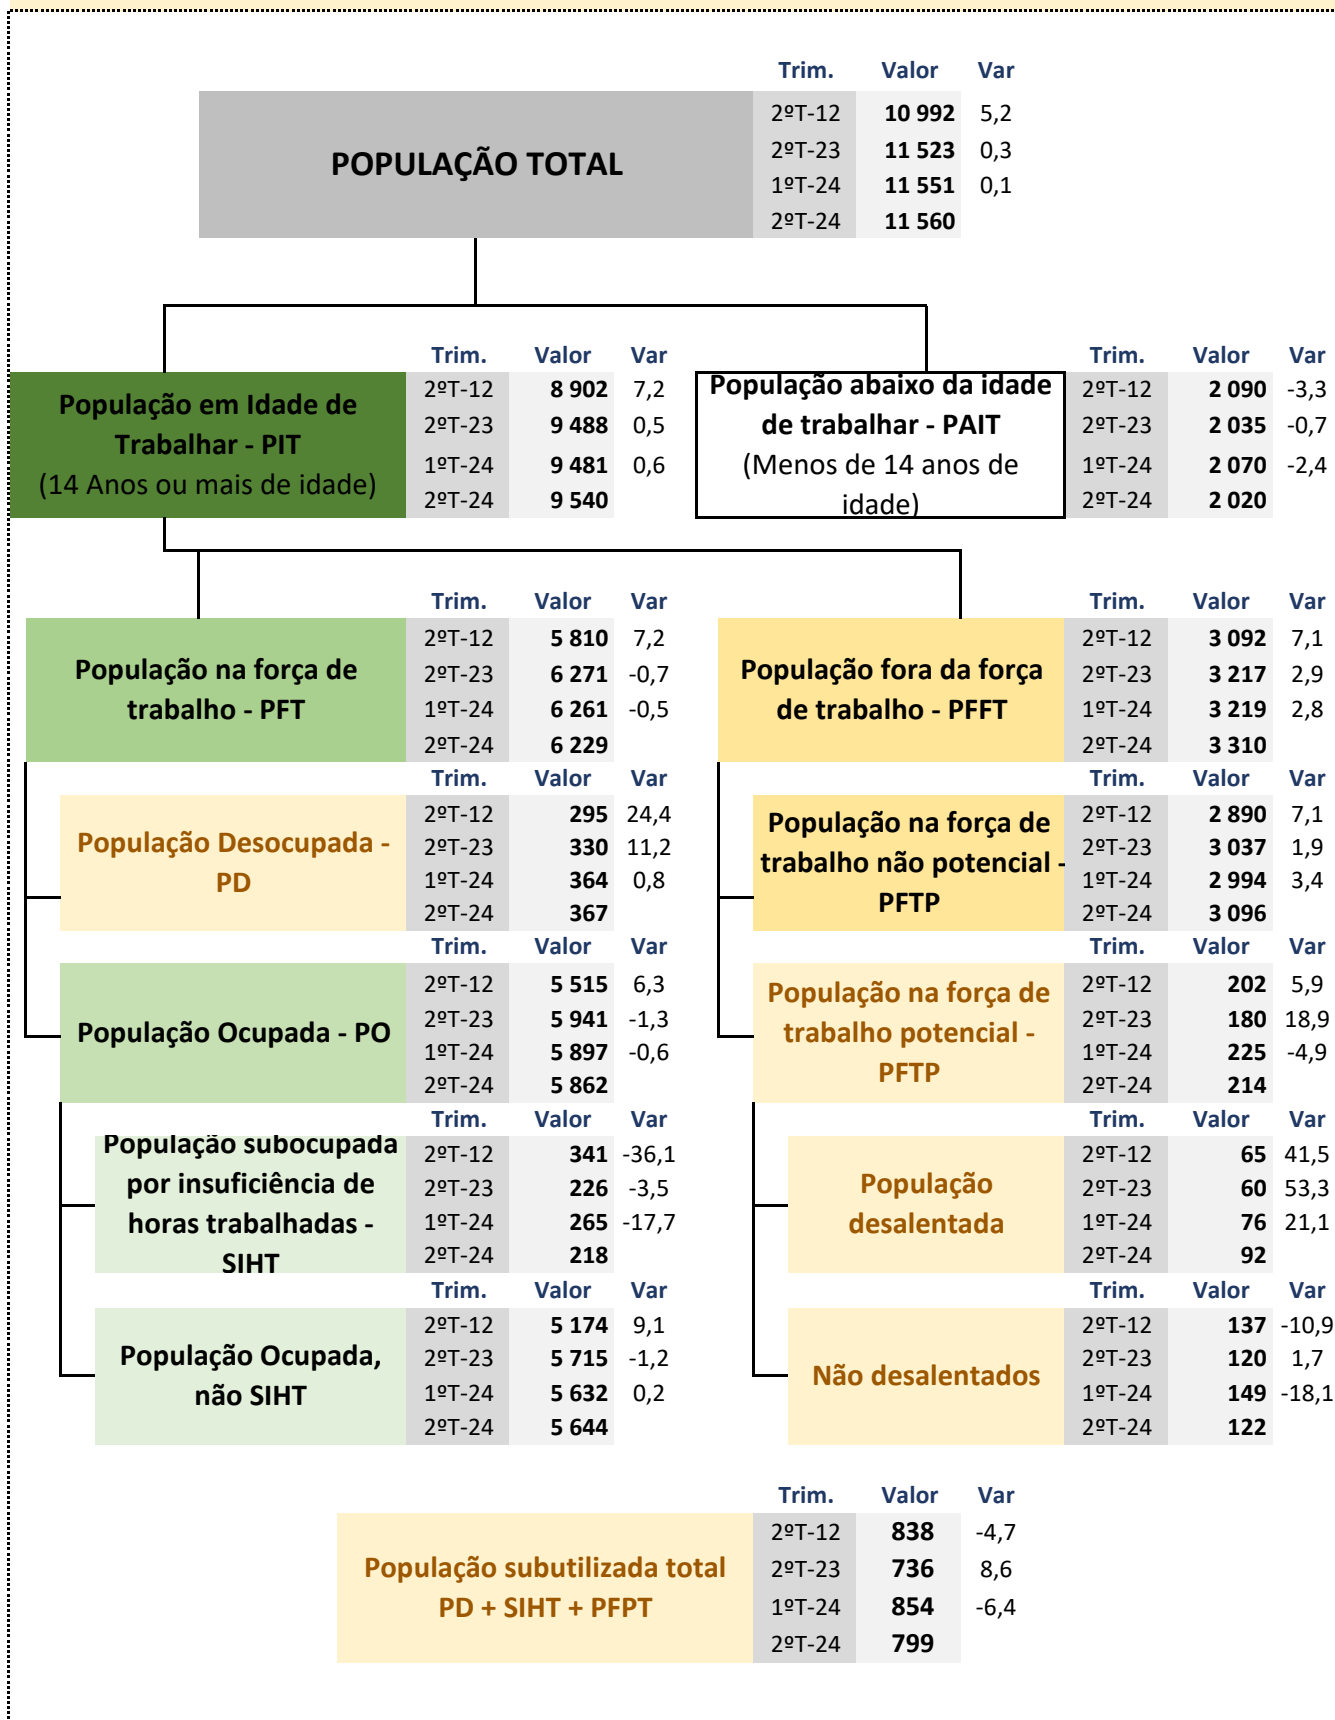 Trim. Valor Var
POPULAÇÃO TOTAL
2ºT-12 10 992 5,2
2ºT-23 11 523 0,3
1ºT-24 11 551 0,1
2ºT-24 11 560
Trim. Valor Var
População em Idade de
Trabalhar - PIT
(14 Anos ou mais de idade)
2ºT-12 8 902 7,2
2ºT-23 9 488 0,5
1ºT-24 9 481 0,6
2ºT-24 9 540
Trim. Valor Var
População abaixo da idade
de trabalhar - PAIT
(Menos de 14 anos de
idade)
2ºT-12 2 090 -3,3
2ºT-23 2 035 -0,7
1ºT-24 2 070 -2,4
2ºT-24 2 020
Trim. Valor Var
População na força de
trabalho - PFT
2ºT-12 5 810 7,2
2ºT-23 6 271 -0,7
1ºT-24 6 261 -0,5
2ºT-24 6 229
Trim. Valor Var
População fora da força
de trabalho - PFFT
2ºT-12 3 092 7,1
2ºT-23 3 217 2,9
1ºT-24 3 219 2,8
2ºT-24 3 310
Trim. Valor Var
População Desocupada -
PD
2ºT-12 295 24,4
2ºT-23 330 11,2
1ºT-24 364 0,8
2ºT-24 367
Trim. Valor Var
População na força de
trabalho não potencial -
PFTP
2ºT-12 2 890 7,1
2ºT-23 3 037 1,9
1ºT-24 2 994 3,4
2ºT-24 3 096
Trim. Valor Var
População Ocupada - PO
2ºT-12 5 515 6,3
2ºT-23 5 941 -1,3
1ºT-24 5 897 -0,6
2ºT-24 5 862
Trim. Valor Var
População na força de
trabalho potencial -
PFTP
2ºT-12 202 5,9
2ºT-23 180 18,9
1ºT-24 225 -4,9
2ºT-24 214
Trim. Valor Var
População subocupada
por insuficiência de
horas trabalhadas -
SIHT
2ºT-12 341 -36,1
2ºT-23 226 -3,5
1ºT-24 265 -17,7
2ºT-24 218
Trim. Valor Var
População
desalentada
2ºT-12 65 41,5
2ºT-23 60 53,3
1ºT-24 76 21,1
2ºT-24 92
Trim. Valor Var
População Ocupada,
não SIHT
2ºT-12 5 174 9,1
2ºT-23 5 715 -1,2
1ºT-24 5 632 0,2
2ºT-24 5 644
Trim. Valor Var
Não desalentados
2ºT-12 137 -10,9
2ºT-23 120 1,7
1ºT-24 149 -18,1
2ºT-24 122
Trim. Valor Var
População subutilizada total
PD + SIHT + PFPT
2ºT-12 838 -4,7
2ºT-23 736 8,6
1ºT-24 854 -6,4
2ºT-24 799